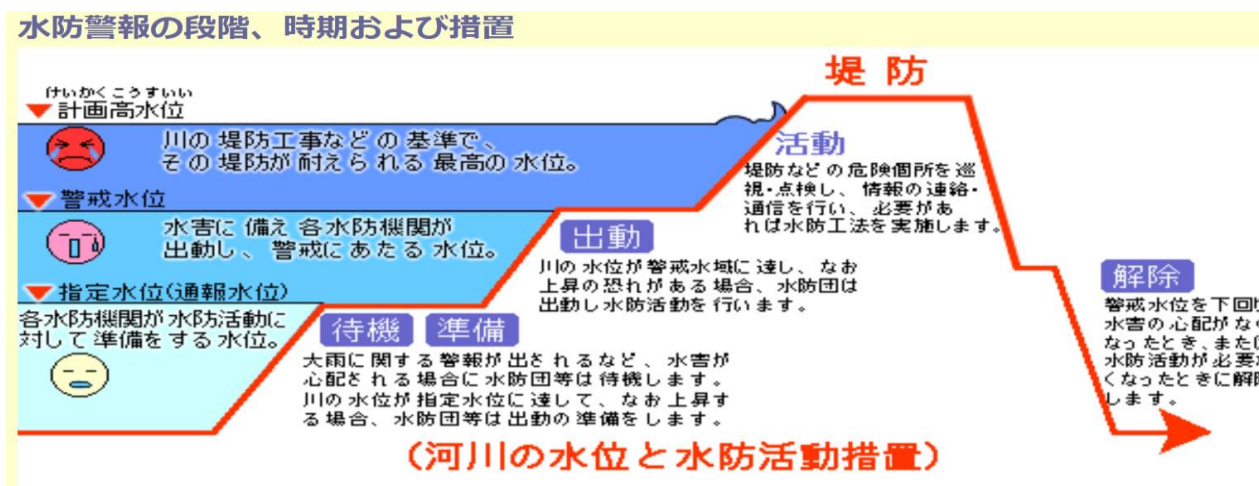 水防警報の段階、時期および措置
堤 防
けいかくこうすいい
計画高水位
川の堤防工事などの基準で、
その堤防が耐えられる最高の水位。
警戒水位
水害に備え各水防機関が
出動し、警戒にあたる水位。
指定水位(通報水位)
各水防機関が水防活動に
対して準備をする水位。
待機 準備
大雨に関する警報が出されるなど、水害が
心配される場合に水防団等は待機します。
川の水位が指定水位に達して、なお上昇す
る場合、水防団等は出動の準備をします。
出動
川の水位が警戒水域に達し、なお
上昇の恐れがある場合、水防団は
出動し水防活動を行います。
活動
堤防などの危険個所を巡
視・点検し、情報の連絡・
通信を行い、必要があ
れば水防工法を実施します。
解除
警戒水位を下回り
水害の心配がなく
なったとき、または
水防活動が必要
くなったときに解除
します。
(河川の水位と水防活動措置)